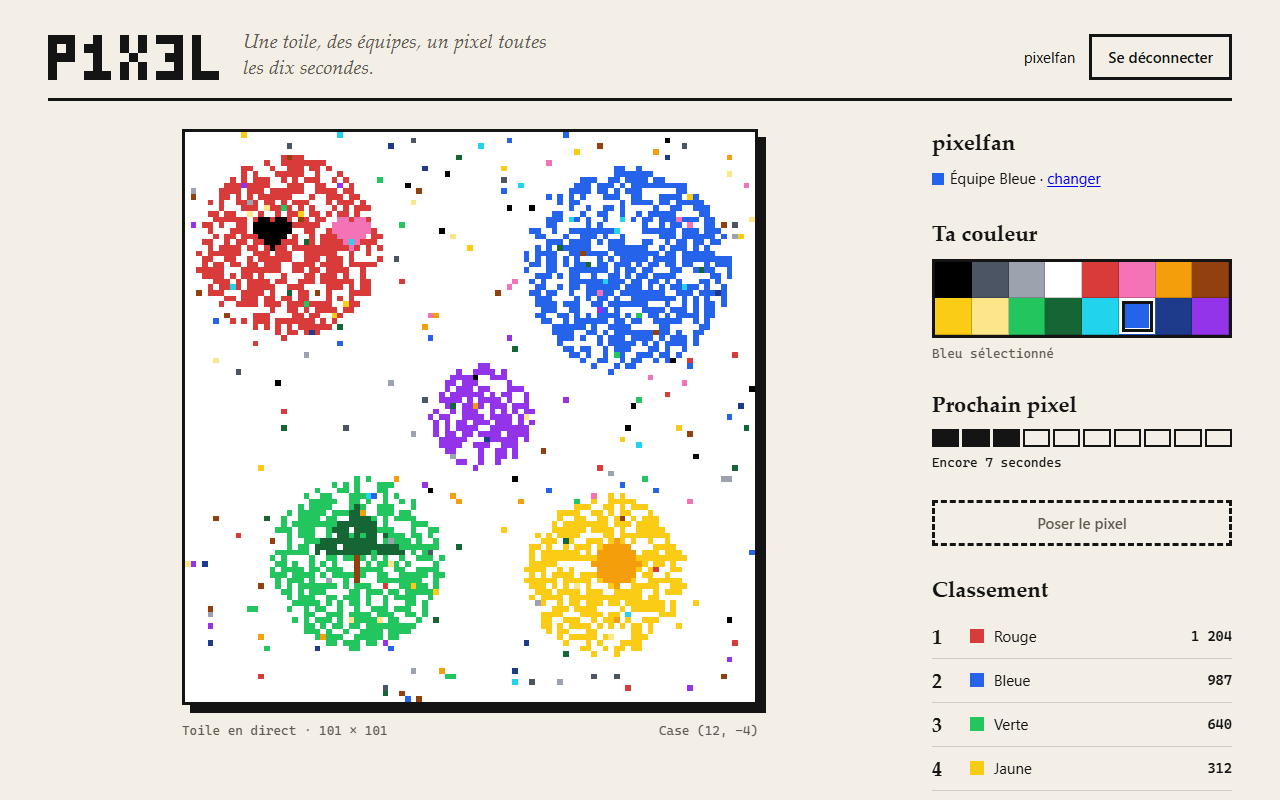 P1X3L
Une toile, des équipes, un pixel toutes
les dix secondes.
pixelfan
Se déconnecter
pixelfan
Équipe Bleue · changer
Ta couleur
Bleu sélectionné
Prochain pixel
Encore 7 secondes
Poser le pixel
Classement
1 Rouge 1 204
2 Bleue 987
3 Verte 640
4 Jaune 312
Toile en direct · 101 × 101
Case (12, −4)